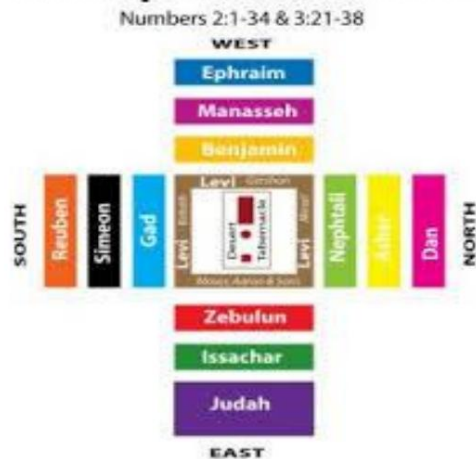 Numbers 2:1-34 & 3:21-38
WEST
Ephraim
Manasseh
Benjamin
SOUTH
Reuben
Simeon
Gad
Levi
Levi
Gershon
Desert
Tabernacle
Levi
Moses, Aaron & Sons
Nephtali
Asher
Dan
NORTH
Zebulun
Issachar
Judah
EAST